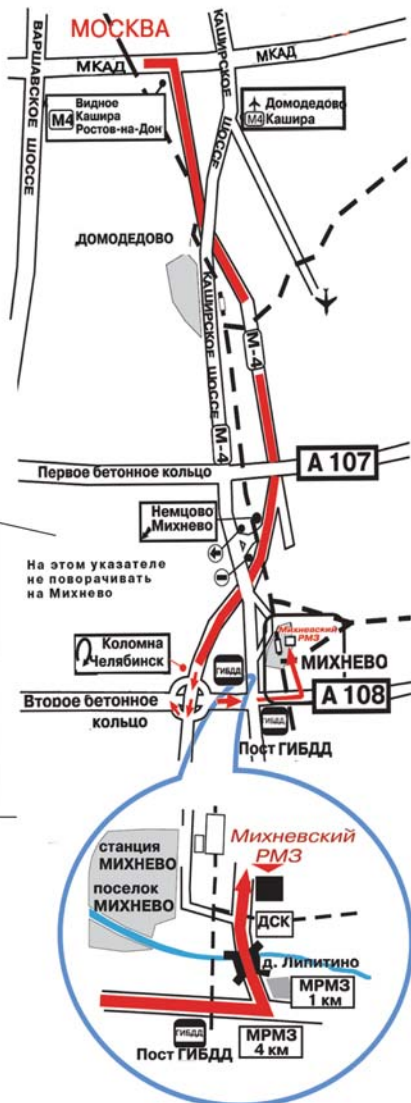 МОСКВА
МКАД
МКАД
ВАРШАВСКОЕ ШОССЕ
КАШИРСКОЕ
ШОССЕ
М4
Видное
Кашира
Ростов-на-Дон
Домодедово
М4 Кашира
ДОМОДЕДОВО
КАШИРСКОЕ ШОССЕ
М-4
М-4
Первое бетонное кольцо
А 107
Немцово
Михнево
На этом указателе
не поворачивать
на Михнево
Михневский
РМЗ
МИХНЕВО
Коломна
Челябинск
ГИБДД
Второе бетонное
кольцо
А 108
ГИБДД
Пост ГИБДД
станция
МИХНЕВО
поселок
МИХНЕВО
Михневский
РМЗ
ДСК
д. Липитино
МРМЗ
1 км
ГИБДД
Пост ГИБДД
МРМЗ
4 км